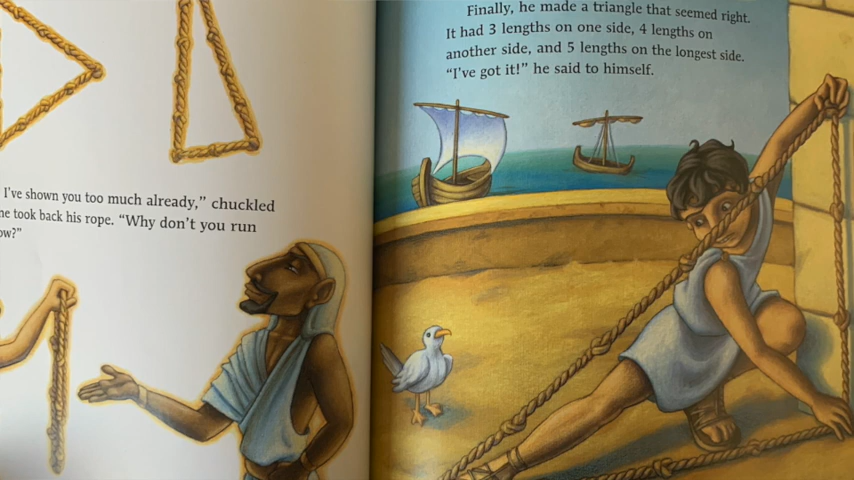 I've shown you too much already," chuckled
he took back his rope. "Why don't you run
ow?"
Finally, he made a triangle that seemed right.
It had 3 lengths on one side, 4 lengths on
another side, and 5 lengths on the longest side.
"I've got it!" he said to himself.